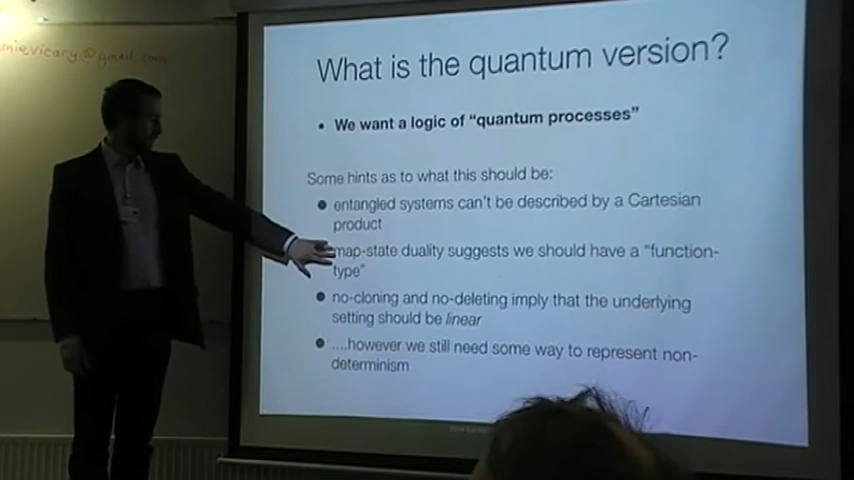 mievicary@gmail.com
What is the quantum version?
• We want a logic of “quantum processes”
Some hints as to what this should be:
● entangled systems can’t be described by a Cartesian
product
map-state duality suggests we should have a “function-
type”
● no-cloning and no-deleting imply that the underlying
setting should be linear
● ....however we still need some way to represent non-
determinism